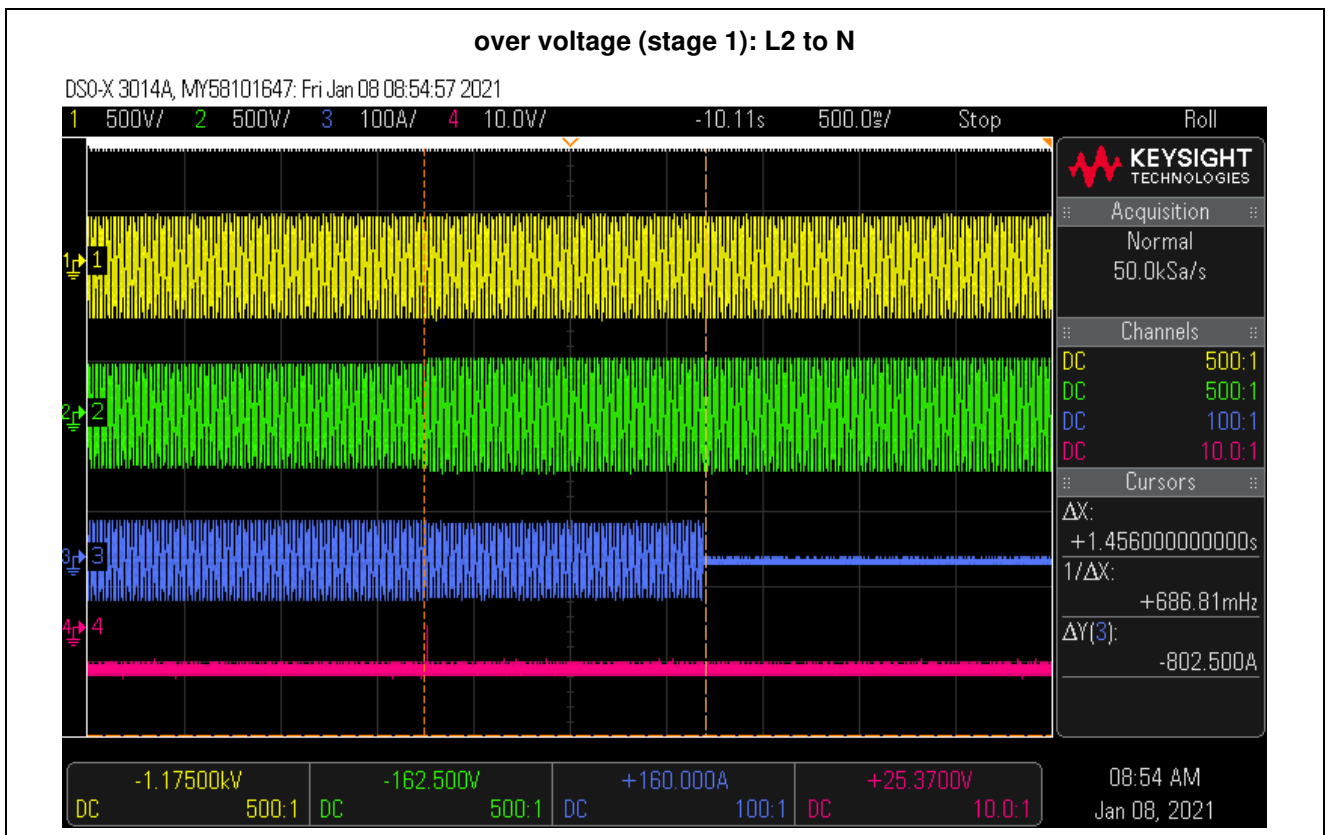 over voltage (stage 1): L2 to N
DSO-X 3014A, MY58101647: Fri Jan 08 08:54:57 2021
1 500V/ 2 500V/ 3 100A/ 4 10.0V/ -10.11s 500.0ms/ Stop Roll
KEYSIGHT
TECHNOLOGIES
Acquisition
Normal
50.0kSa/s
Channels
DC 500:1
DC 500:1
DC 100:1
DC 10.0:1
Cursors
ΔX:
+1.456000000000s
1/ΔX:
+686.81mHz
ΔY(3):
-802.500A
1 1
2 2
3 3
4 4
-1.17500kV -162.500V +160.000A +25.3700V
DC 500:1 DC 500:1 DC 100:1 DC 10.0:1
08:54 AM
Jan 08, 2021